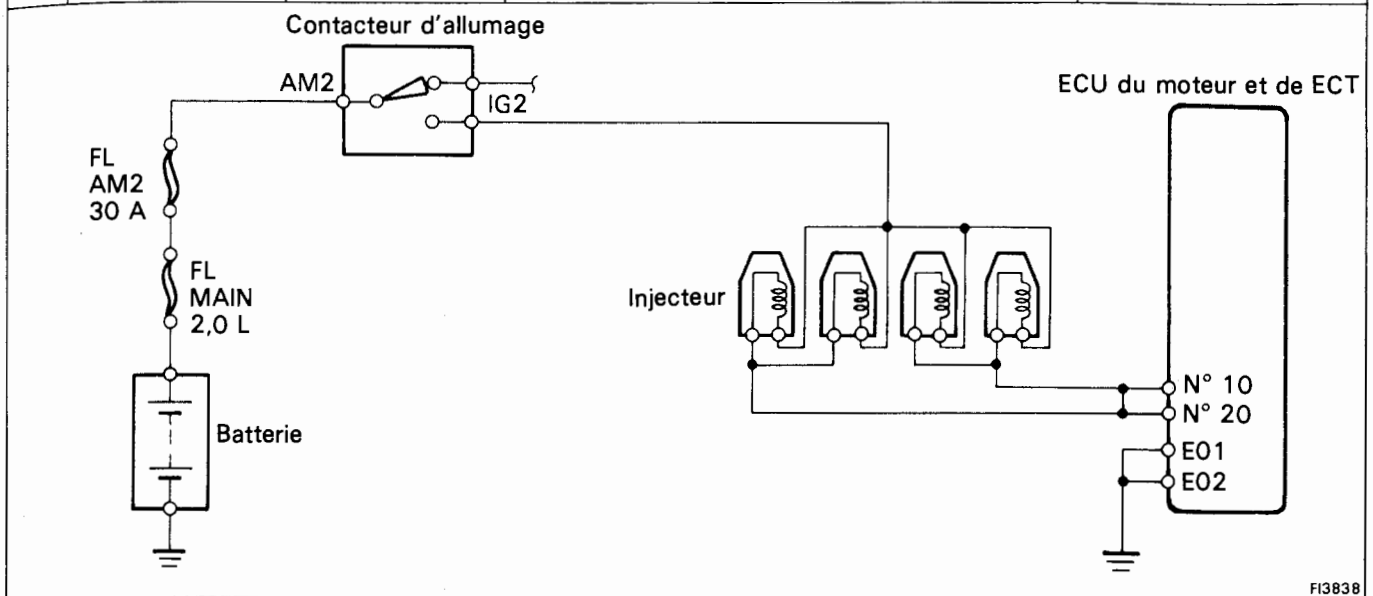 Contacteur d'allumage
AM2
IG2
ECU du moteur et de ECT
FL
AM2
30 A
FL
MAIN
2,0 L
Injecteur
Batterie
N° 10
N° 20
E01
E02
FI3838